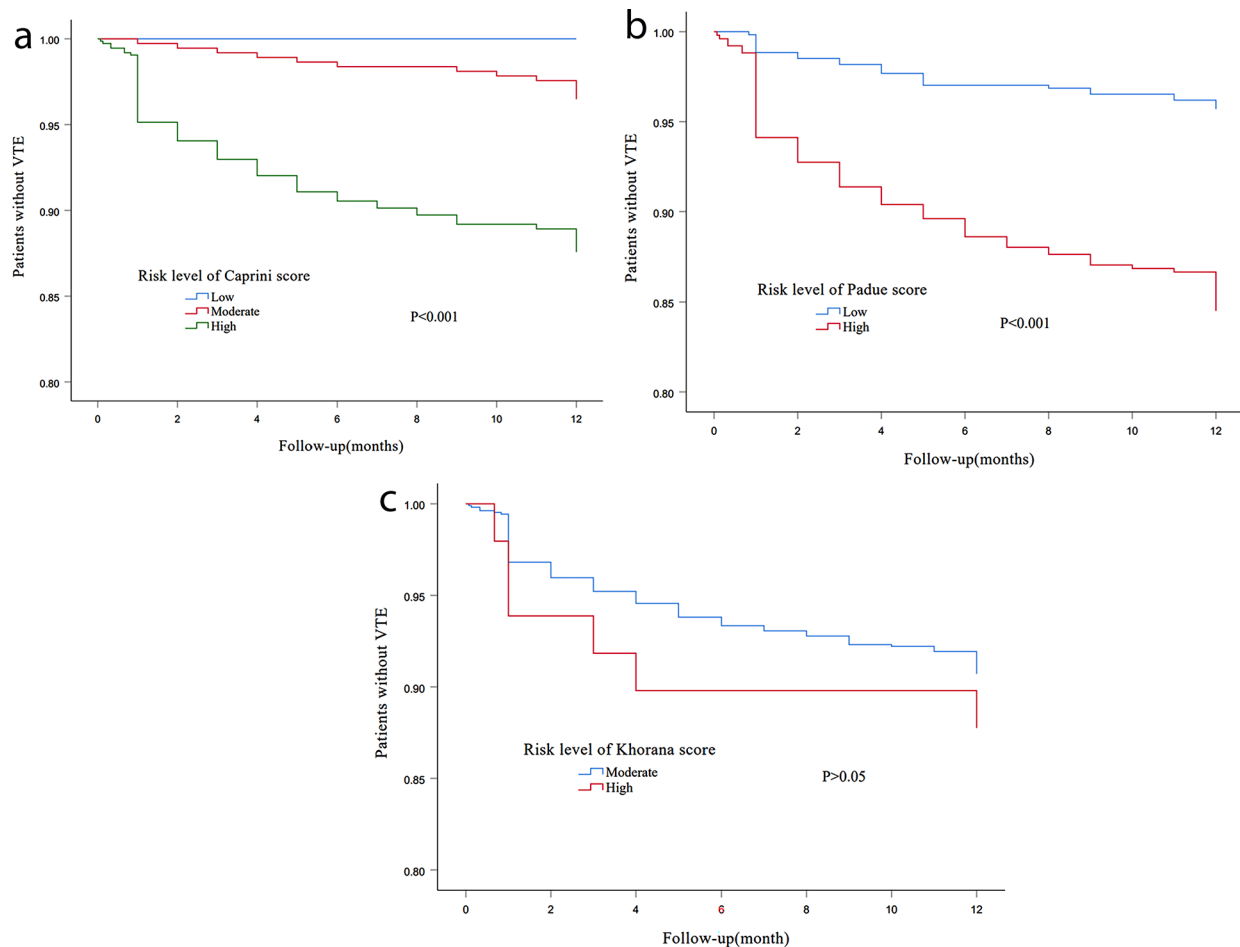 a
1.00
0.95
0.90
0.85
0.80
Patients without VTE
Risk level of Caprini score
Low
Moderate
High
P<0.001
0 2 4 6 8 10 12
Follow-up(months)
b
1.00
0.95
0.90
0.85
0.80
Patients without VTE
Risk level of Padue score
Low
High
P<0.001
0 2 4 6 8 10 12
Follow-up(months)
c
1.00
0.95
0.90
0.85
0.80
Patients without VTE
Risk level of Khorana score
Moderate
High
P>0.05
0 2 4 6 8 10 12
Follow-up(month)